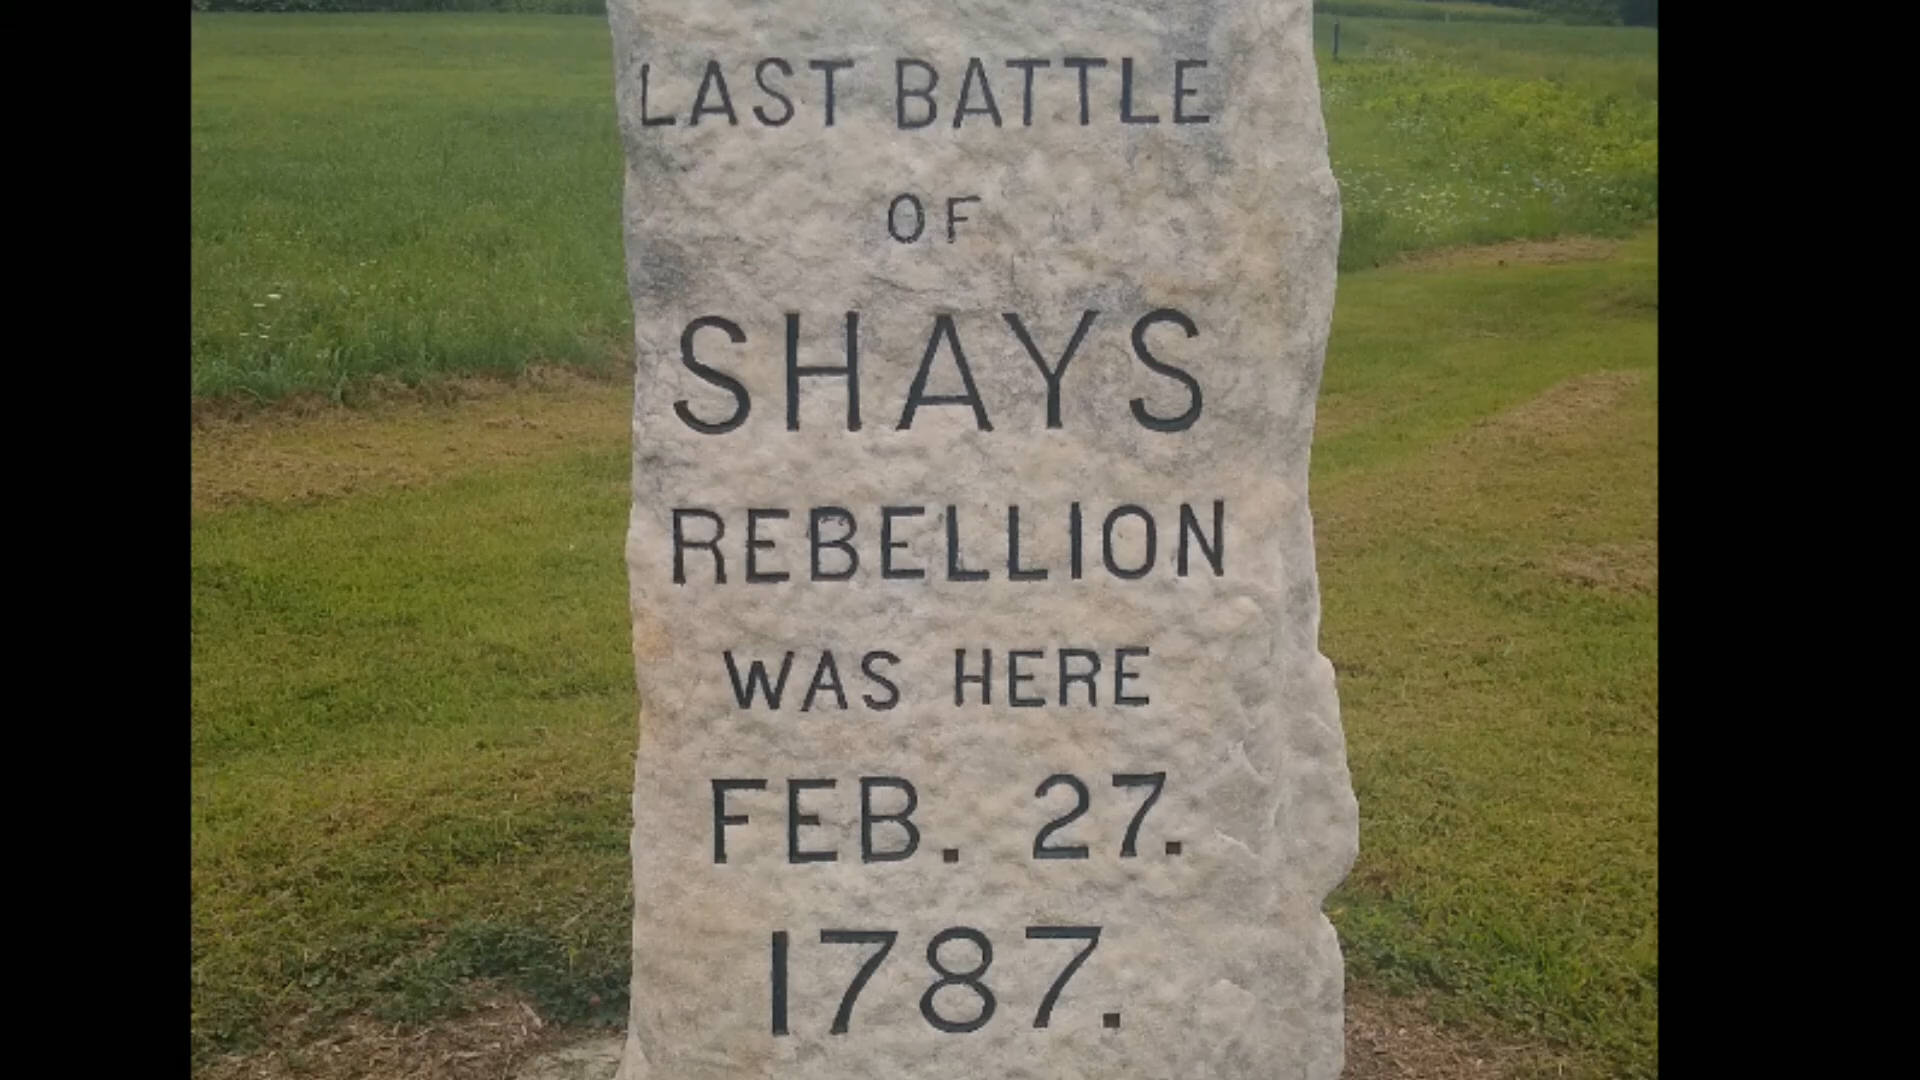 LAST BATTLE
OF
SHAYS
REBELLION
WAS HERE
FEB. 27.
1787.